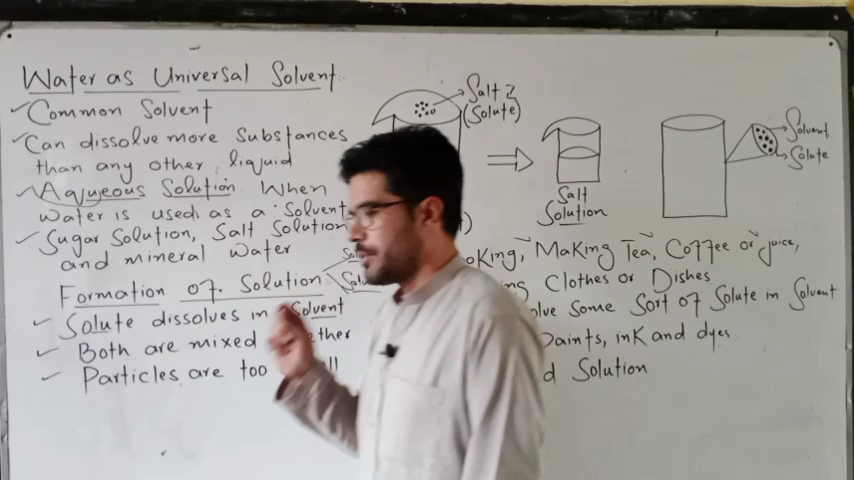 Water as Universal Solvent
Common Solvent
Can dissolve more Substances
than any other liquid
Aqueous Solution When
Water is used as a Solvent
Sugar Solution, Salt Solution
and mineral Water
Formation of Solution
Solute dissolves in Solvent
Both are mixed
Particles are too
Salt
(Solute)
Salt
Solution
Solvent
Solute
Making Tea, Coffee or juice,
Clothes or Dishes
Some Sort of Solute in Solvent
Paints, ink and dyes
Solution